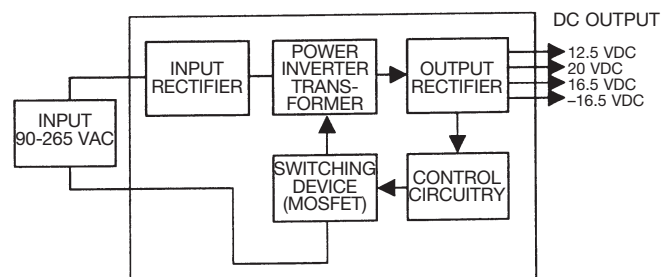 DC OUTPUT
INPUT
RECTIFIER
POWER
INVERTER
TRANS-
FORMER
OUTPUT
RECTIFIER
12.5 VDC
20 VDC
16.5 VDC
–16.5 VDC
INPUT
90-265 VAC
SWITCHING
DEVICE
(MOSFET)
CONTROL
CIRCUITRY